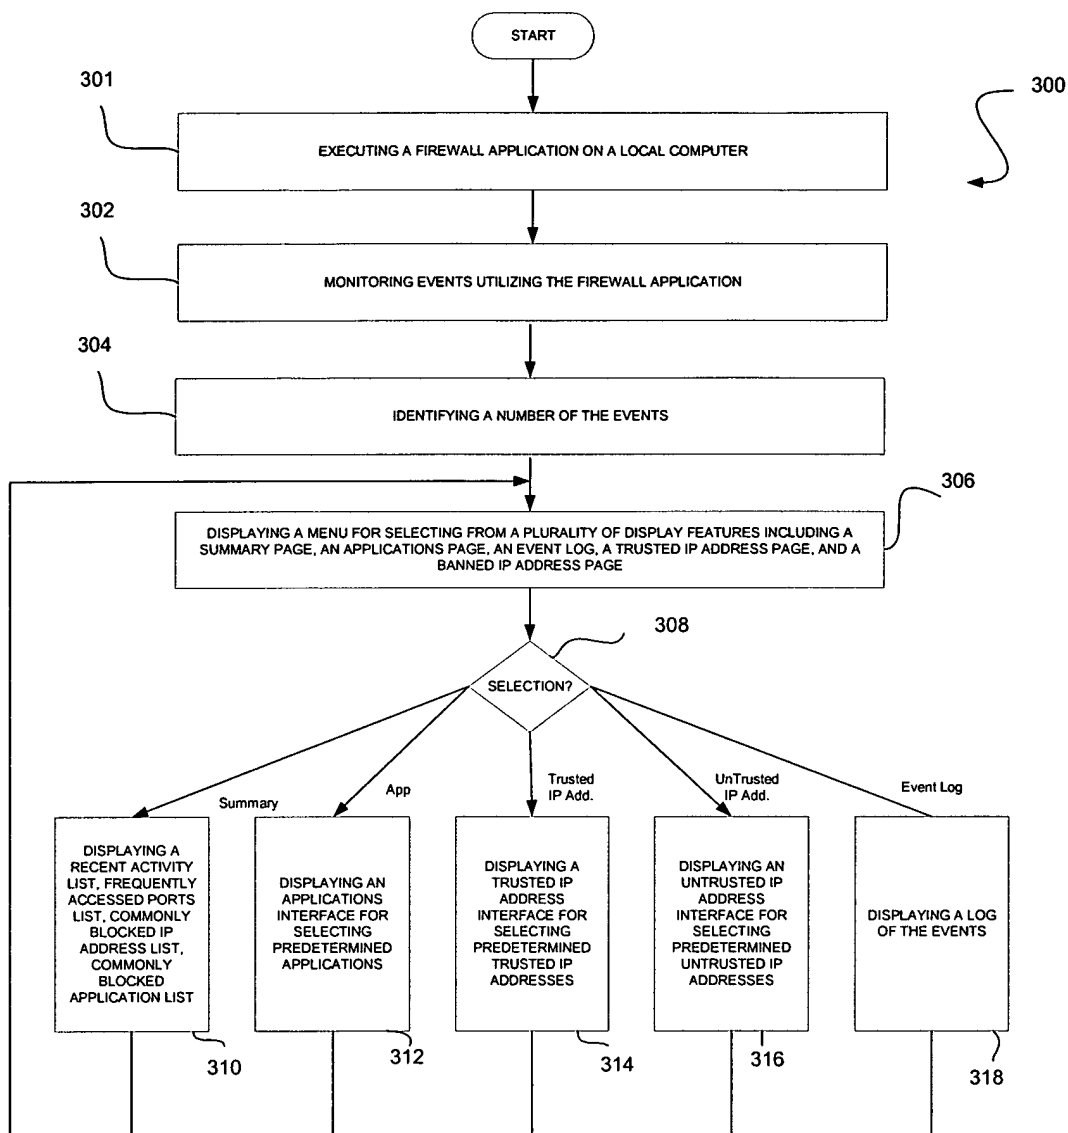 START
301
300
EXECUTING A FIREWALL APPLICATION ON A LOCAL COMPUTER
302
MONITORING EVENTS UTILIZING THE FIREWALL APPLICATION
304
IDENTIFYING A NUMBER OF THE EVENTS
306
DISPLAYING A MENU FOR SELECTING FROM A PLURALITY OF DISPLAY FEATURES INCLUDING A
SUMMARY PAGE, AN APPLICATIONS PAGE, AN EVENT LOG, A TRUSTED IP ADDRESS PAGE, AND A
BANNED IP ADDRESS PAGE
308
SELECTION?
Summary
App
Trusted
IP Add.
UnTrusted
IP Add.
Event Log
DISPLAYING A
RECENT ACTIVITY
LIST, FREQUENTLY
ACCESSED PORTS
LIST, COMMONLY
BLOCKED IP
ADDRESS LIST,
COMMONLY
BLOCKED
APPLICATION LIST
DISPLAYING AN
APPLICATIONS
INTERFACE FOR
SELECTING
PREDETERMINED
APPLICATIONS
DISPLAYING A
TRUSTED IP
ADDRESS
INTERFACE FOR
SELECTING
PREDETERMINED
TRUSTED IP
ADDRESSES
DISPLAYING AN
UNTRUSTED IP
ADDRESS
INTERFACE FOR
SELECTING
PREDETERMINED
UNTRUSTED IP
ADDRESSES
DISPLAYING A LOG
OF THE EVENTS
310
312
314
316
318